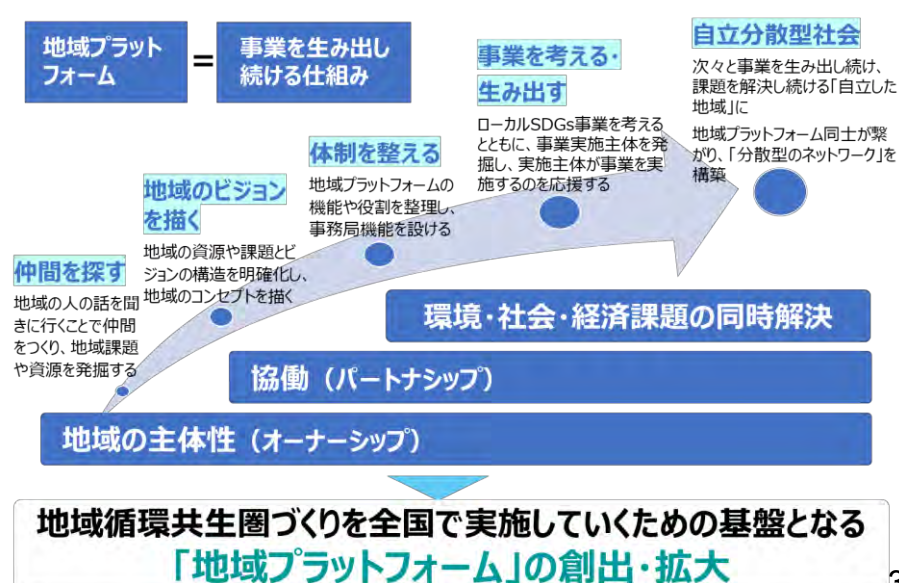 地域プラット
フォーム
=
事業を生み出し
続ける仕組み
仲間を探す
地域の人の話を聞
きに行くことで仲間
をつくり、地域課題
や資源を発掘する
地域のビジョン
を描く
地域の資源や課題とビ
ジョンの構造を明確化し、
地域のコンセプトを描く
体制を整える
地域プラットフォームの
機能や役割を整理し、
事務局機能を設ける
事業を考える・
生み出す
ローカルSDGs事業を考える
とともに、事業実施主体を発
掘し、実施主体が事業を実
施するのを応援する
自立分散型社会
次々と事業を生み出し続け、
課題を解決し続ける「自立した
地域」に
地域プラットフォーム同士が繋
がり、「分散型のネットワーク」を
構築
環境・社会・経済課題の同時解決
協働（パートナシップ）
地域の主体性（オーナーシップ）
地域循環共生圏づくりを全国で実施していくための基盤となる
「地域プラットフォーム」の創出・拡大